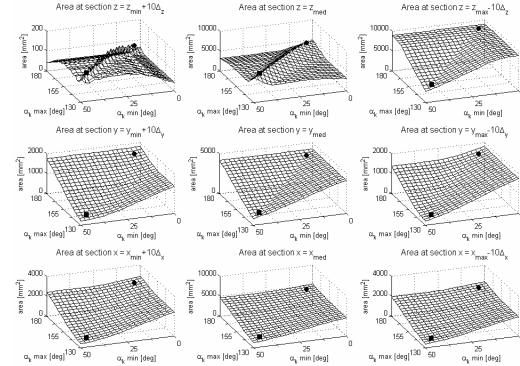 Area at section z = z_min+10Δ_z
Area at section z = z_med
Area at section z = z_max-10Δ_z
area [mm²]
200
100
0
180
155
130
50
25
0
α_k max [deg]
α_k min [deg]
area [mm²]
10000
5000
0
180
155
130
50
25
0
α_k max [deg]
α_k min [deg]
area [mm²]
10000
5000
0
180
155
130
50
25
0
α_k max [deg]
α_k min [deg]
Area at section y = y_min+10Δ_y
Area at section y = y_med
Area at section y = y_max-10Δ_y
area [mm²]
2000
1000
0
180
155
130
50
25
0
α_k max [deg]
α_k min [deg]
area [mm²]
5000
0
180
155
130
50
25
0
α_k max [deg]
α_k min [deg]
area [mm²]
2000
1000
0
180
155
130
50
25
0
α_k max [deg]
α_k min [deg]
Area at section x = x_min+10Δ_x
Area at section x = x_med
Area at section x = x_max-10Δ_x
area [mm²]
4000
2000
0
180
155
130
50
25
0
α_k max [deg]
α_k min [deg]
area [mm²]
10000
5000
0
180
155
130
50
25
0
α_k max [deg]
α_k min [deg]
area [mm²]
4000
2000
0
180
155
130
50
25
0
α_k max [deg]
α_k min [deg]